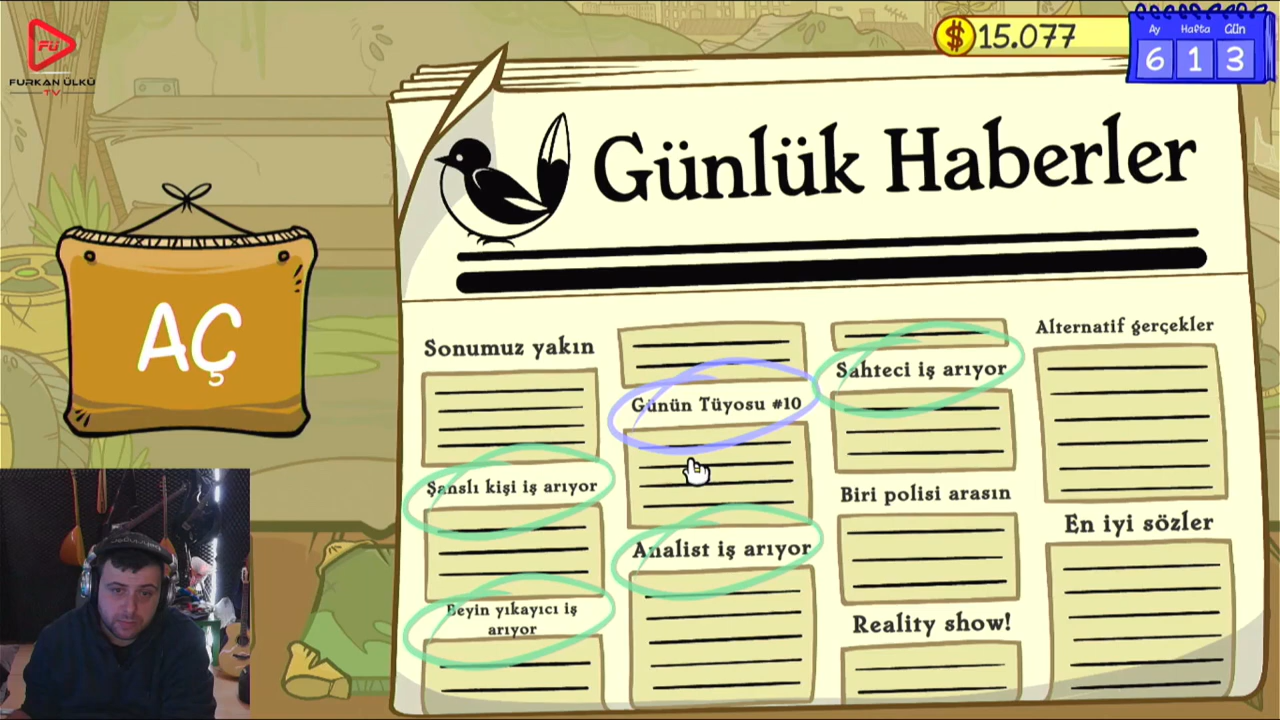 FU
FURKAN ÜLKÜ
TV
15.077
Ay Hafta Gün
6 1 3
Günlük Haberler
AÇ
Sonumuz yakın
Şanslı kişi iş arıyor
Beyin yıkayıcı iş
arıyor
Günün Tüyosu #10
Analist iş arıyor
Sahteci iş arıyor
Biri polisi arasın
Reality show!
Alternatif gerçekler
En iyi sözler